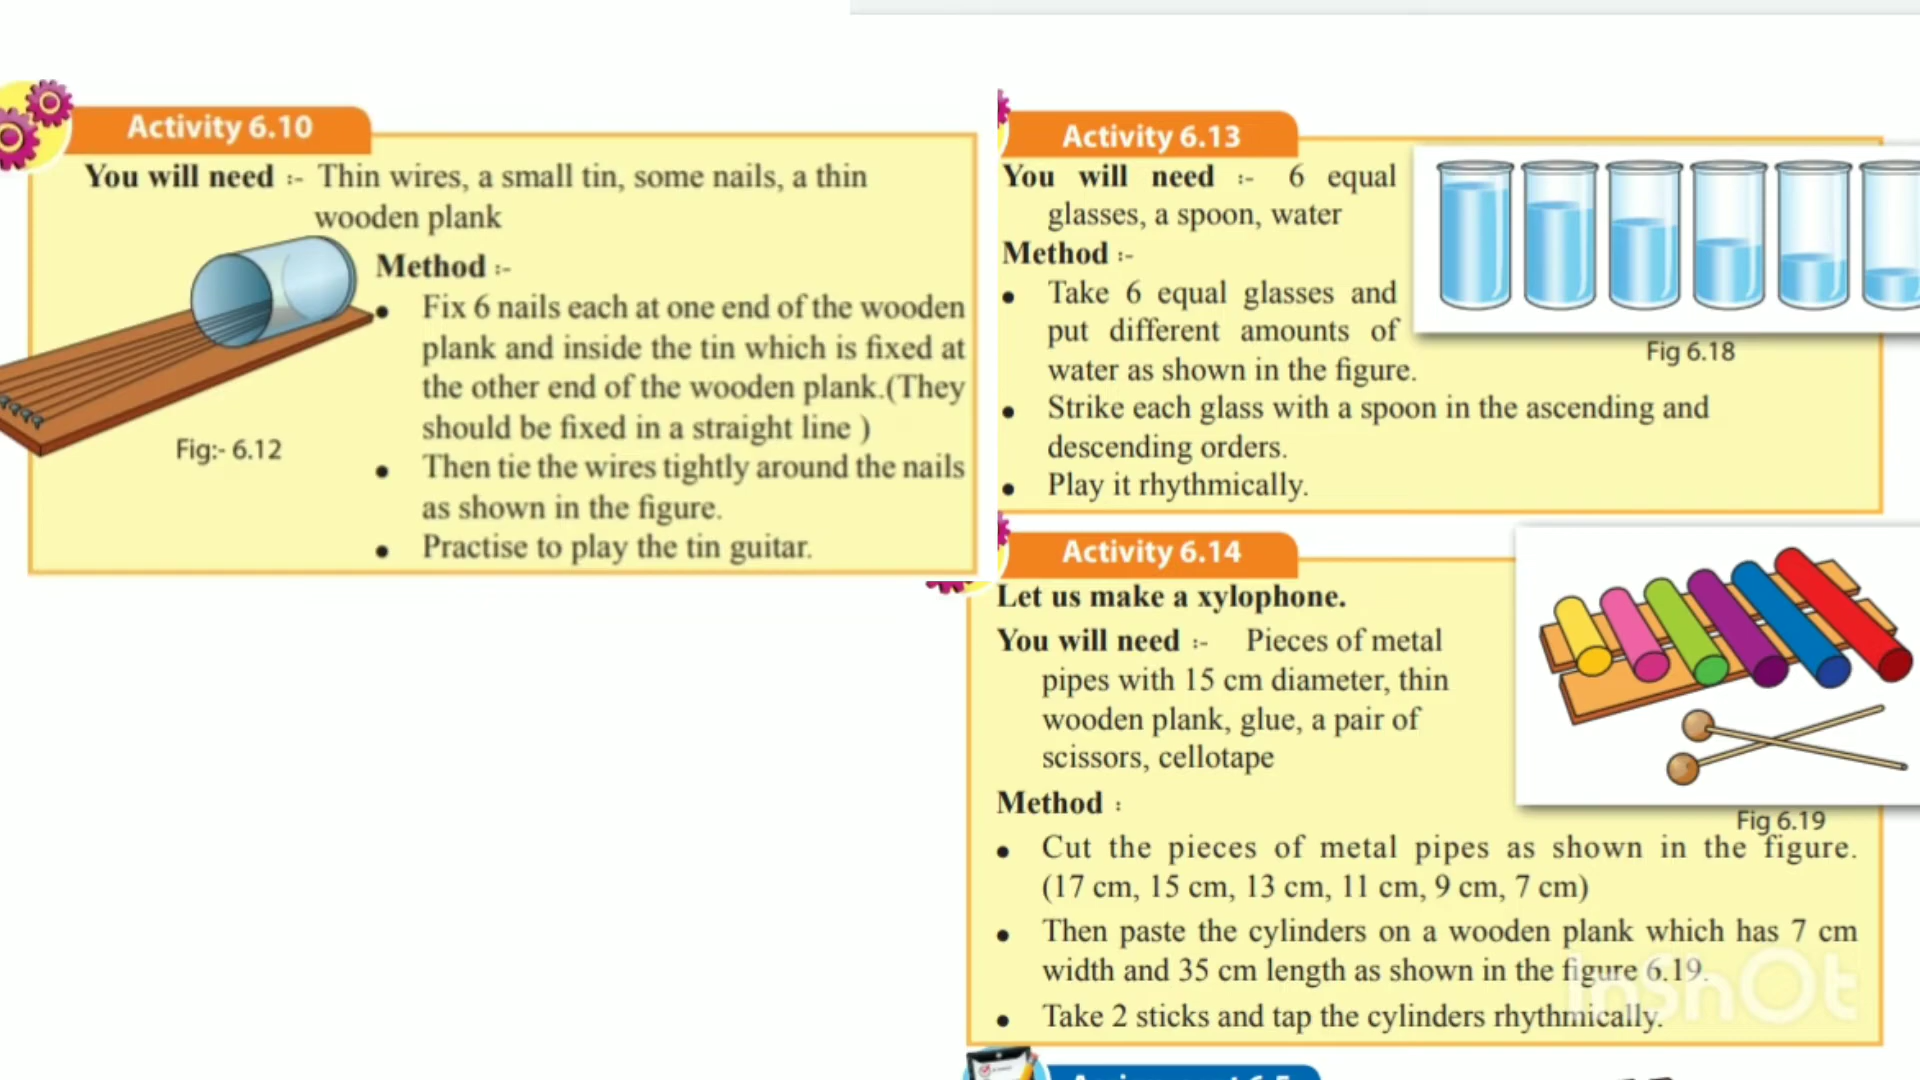 Activity 6.10
You will need :- Thin wires, a small tin, some nails, a thin
wooden plank
Method :-
• Fix 6 nails each at one end of the wooden
plank and inside the tin which is fixed at
the other end of the wooden plank.(They
should be fixed in a straight line )
• Then tie the wires tightly around the nails
as shown in the figure.
• Practise to play the tin guitar.
Fig:- 6.12
Activity 6.13
You will need :- 6 equal
glasses, a spoon, water
Method :-
• Take 6 equal glasses and
put different amounts of
water as shown in the figure.
• Strike each glass with a spoon in the ascending and
descending orders.
• Play it rhythmically.
Fig 6.18
Activity 6.14
Let us make a xylophone.
You will need :- Pieces of metal
pipes with 15 cm diameter, thin
wooden plank, glue, a pair of
scissors, cellotape
Method :
Fig 6.19
• Cut the pieces of metal pipes as shown in the figure.
(17 cm, 15 cm, 13 cm, 11 cm, 9 cm, 7 cm)
• Then paste the cylinders on a wooden plank which has 7 cm
width and 35 cm length as shown in the figure 6.19.
• Take 2 sticks and tap the cylinders rhythmically.
InShOt